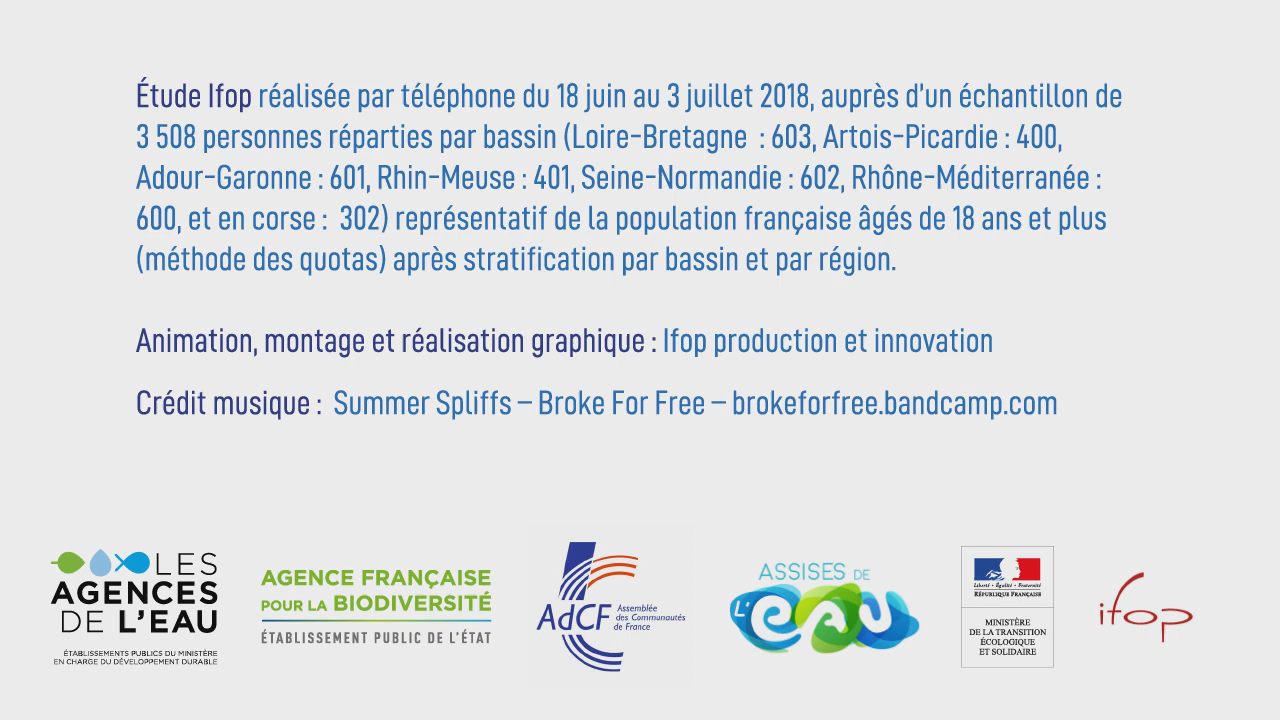 Étude Ifop réalisée par téléphone du 18 juin au 3 juillet 2018, auprès d'un échantillon de
3 508 personnes réparties par bassin (Loire-Bretagne : 603, Artois-Picardie : 400,
Adour-Garonne : 601, Rhin-Meuse : 401, Seine-Normandie : 602, Rhône-Méditerranée :
600, et en corse : 302) représentatif de la population française âgés de 18 ans et plus
(méthode des quotas) après stratification par bassin et par région.
Animation, montage et réalisation graphique : Ifop production et innovation
Crédit musique : Summer Spliffs – Broke For Free – brokeforfree.bandcamp.com
LES
AGENCES
DE L'EAU
ÉTABLISSEMENTS PUBLICS DU MINISTÈRE
EN CHARGE DU DÉVELOPPEMENT DURABLE
AGENCE FRANÇAISE
POUR LA BIODIVERSITÉ
ÉTABLISSEMENT PUBLIC DE L'ÉTAT
AdCF
Assemblée
des Communautés
de France
ASSISES DE
L'eau
Liberté • Égalité • Fraternité
RÉPUBLIQUE FRANÇAISE
MINISTÈRE
DE LA TRANSITION
ÉCOLOGIQUE
ET SOLIDAIRE
ifop